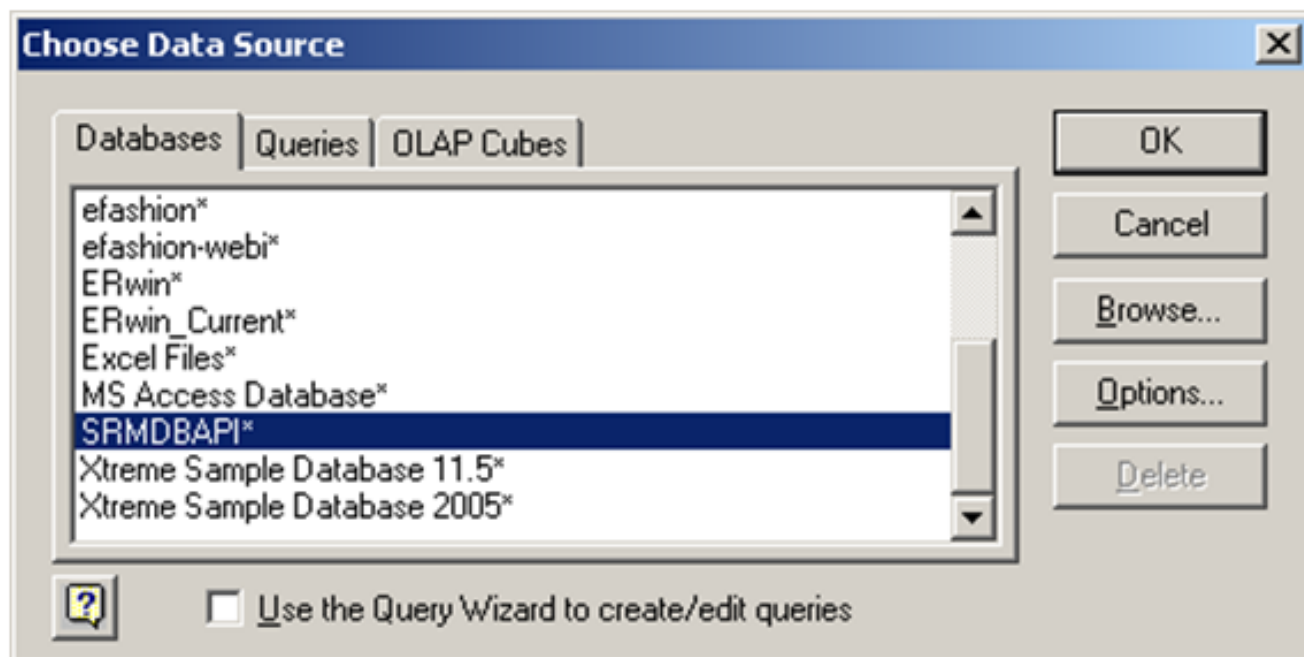 Choose Data Source
Databases Queries OLAP Cubes
efashion*
efashion-webi*
ERwin*
ERwin_Current*
Excel Files*
MS Access Database*
SRMDBAPI*
Xtreme Sample Database 11.5*
Xtreme Sample Database 2005*
OK
Cancel
Browse...
Options...
Delete
?
Use the Query Wizard to create/edit queries